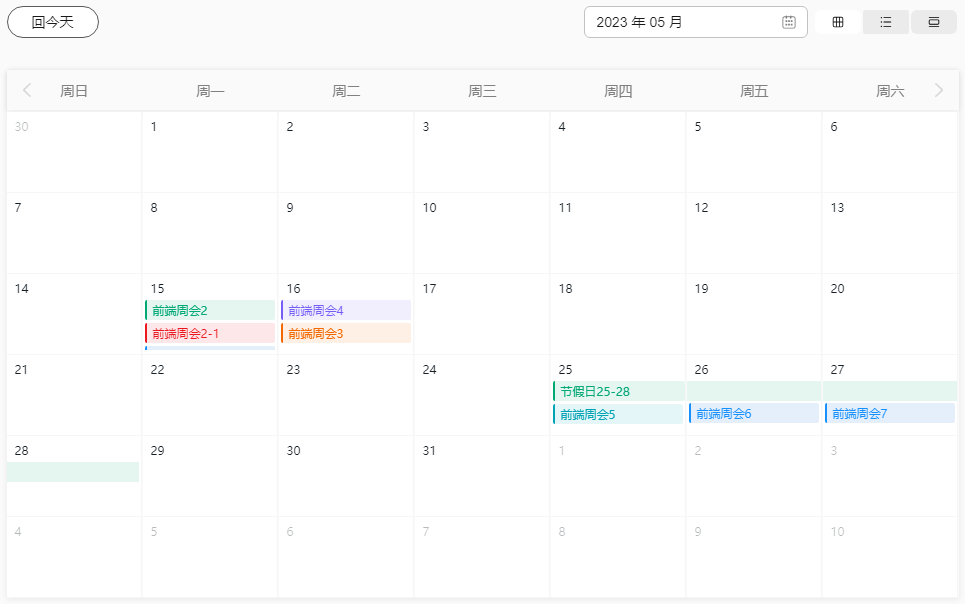 回今天
2023 年 05 月
周日 周一 周二 周三 周四 周五 周六
30 1 2 3 4 5 6
7 8 9 10 11 12 13
14 15 16 17 18 19 20
前端周会2 前端周会4
前端周会2-1 前端周会3
21 22 23 24 25 26 27
节假日25-28
前端周会5 前端周会6 前端周会7
28 29 30 31 1 2 3
4 5 6 7 8 9 10